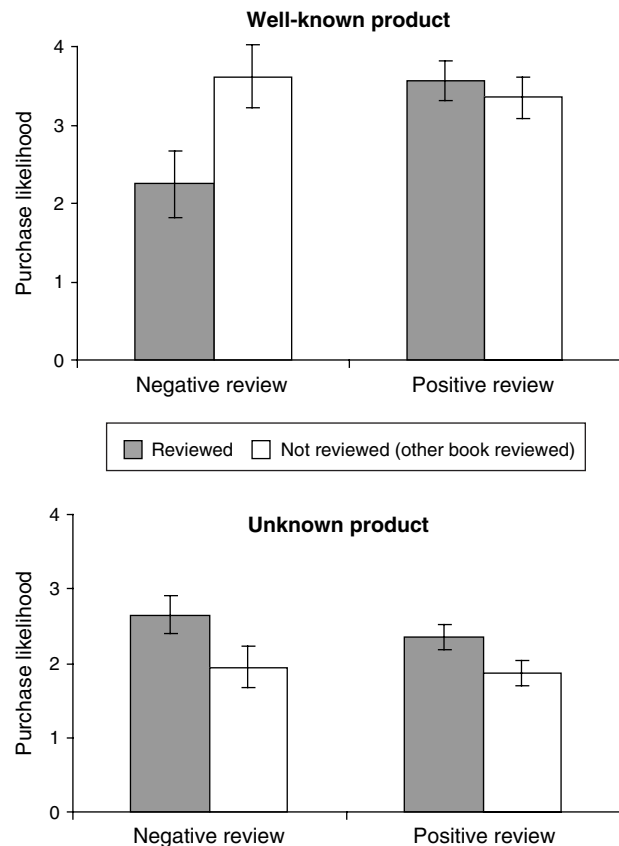 Well-known product
Purchase likelihood
4
3
2
1
0
Negative review Positive review
Reviewed Not reviewed (other book reviewed)
Unknown product
Purchase likelihood
4
3
2
1
0
Negative review Positive review